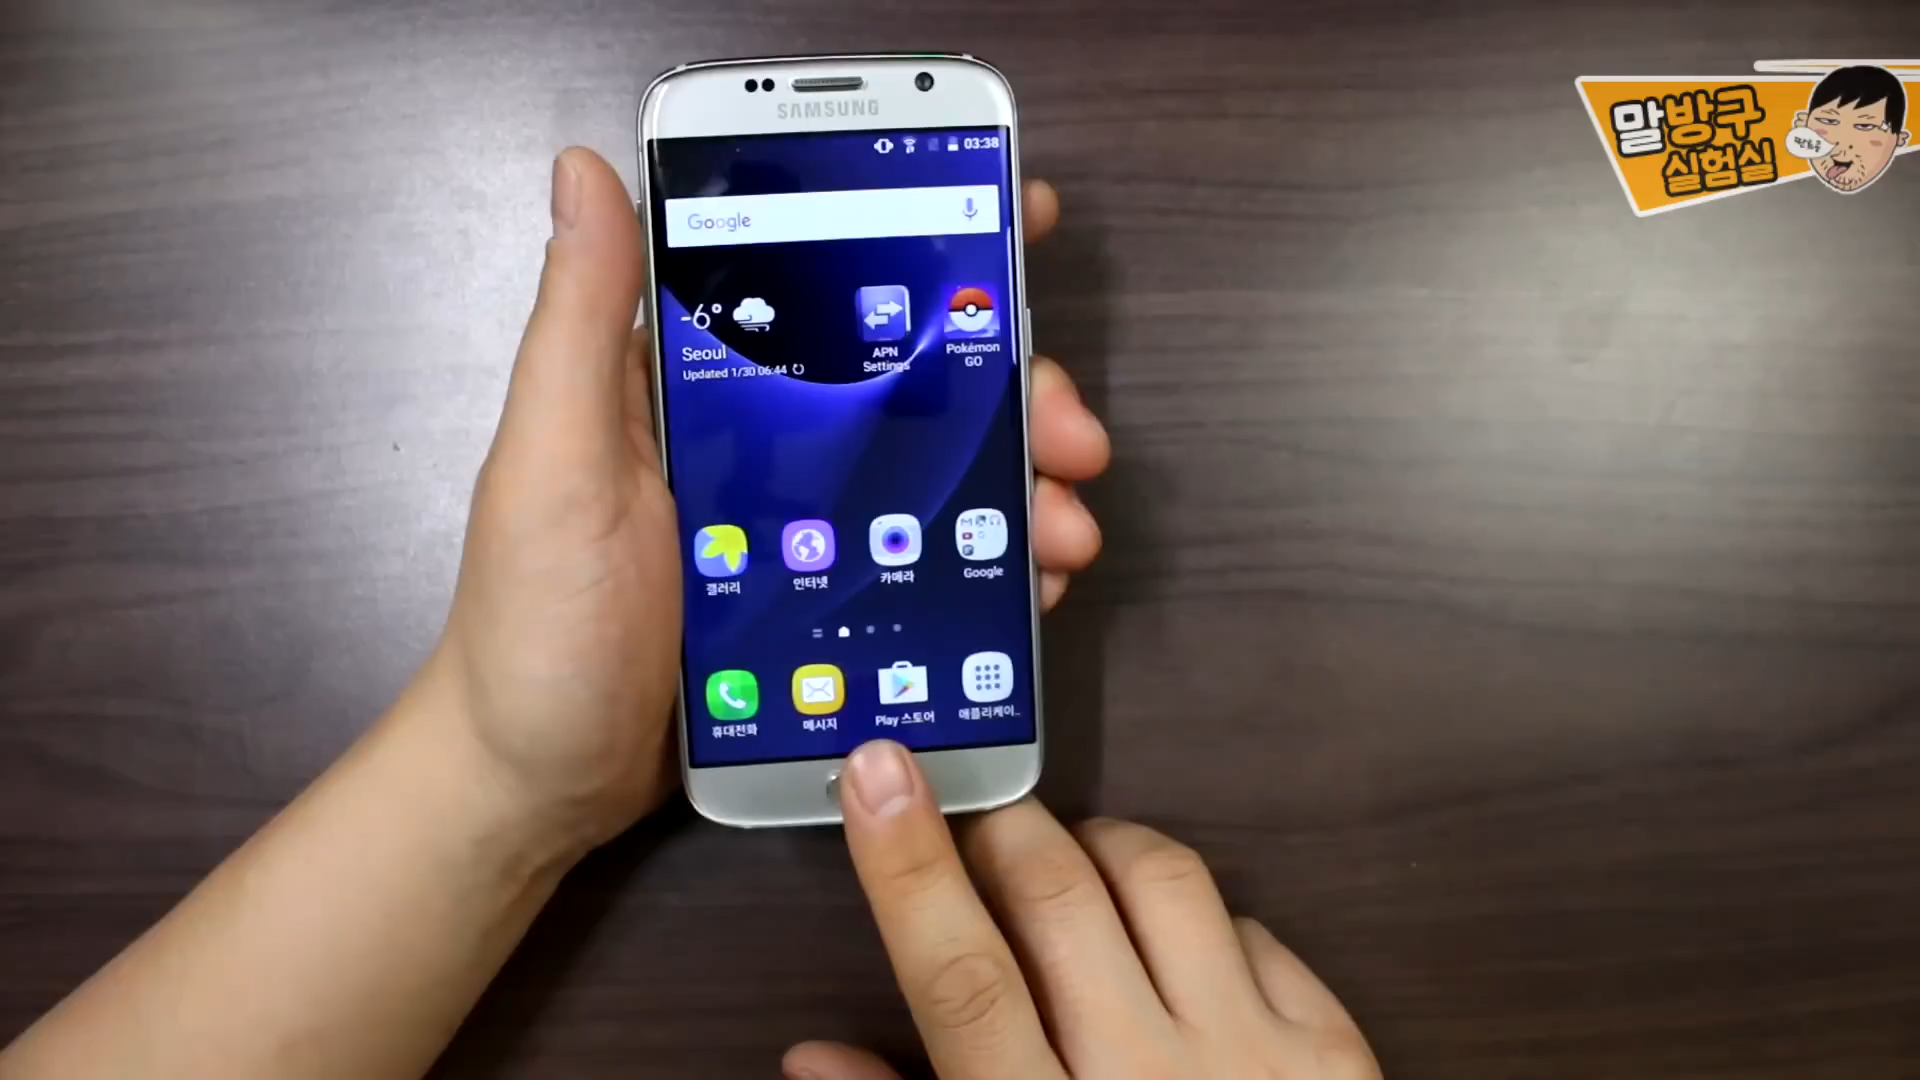 SAMSUNG
03:38
Google
-6°
Seoul
Updated 1/30 06:44
APN
Settings
Pokémon
GO
갤러리
인터넷
카메라
Google
휴대전화
메시지
Play 스토어
애플리케이..
말방구
실험실